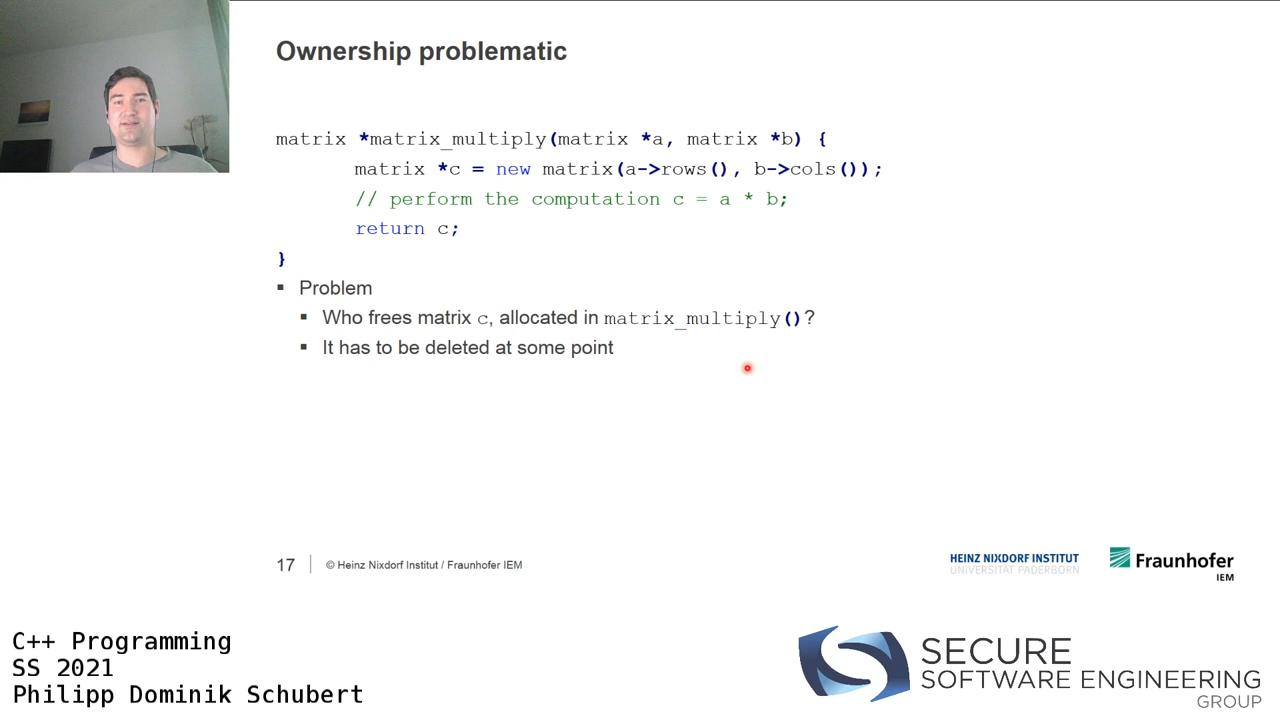 Ownership problematic
matrix *matrix_multiply(matrix *a, matrix *b) {
matrix *c = new matrix(a->rows(), b->cols());
// perform the computation c = a * b;
return c;
}
▪ Problem
▪ Who frees matrix c, allocated in matrix_multiply()?
▪ It has to be deleted at some point
17 | © Heinz Nixdorf Institut / Fraunhofer IEM
HEINZ NIXDORF INSTITUT
UNIVERSITÄT PADERBORN
Fraunhofer
IEM
C++ Programming
SS 2021
Philipp Dominik Schubert
SECURE
SOFTWARE ENGINEERING
GROUP